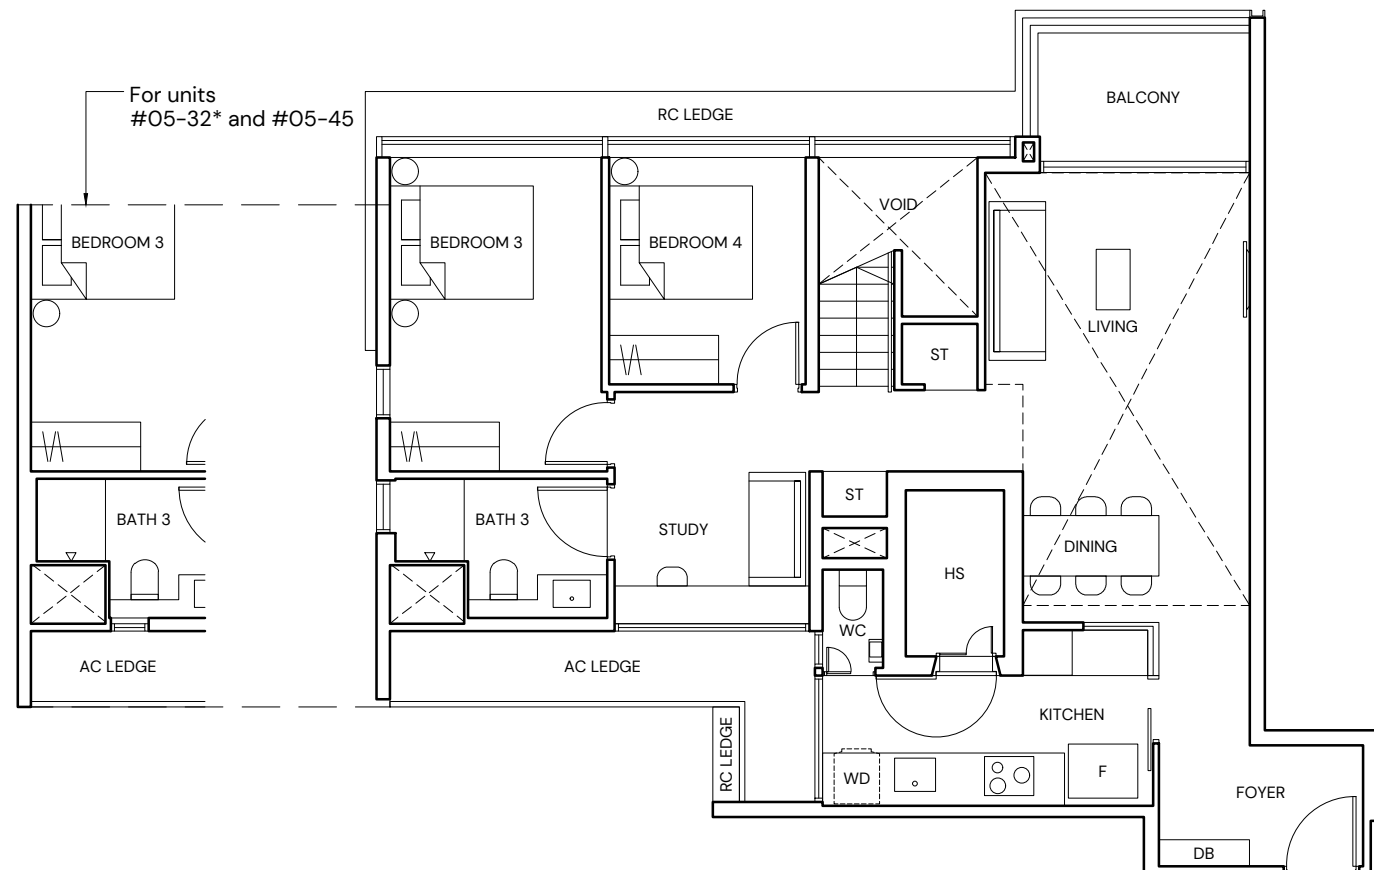 For units
#05-32* and #05-45
RC LEDGE
BALCONY
VOID
BEDROOM 3
BEDROOM 3
BEDROOM 4
LIVING
ST
ST
BATH 3
BATH 3
STUDY
DINING
HS
WC
AC LEDGE
AC LEDGE
KITCHEN
RC LEDGE
WD
F
FOYER
DB